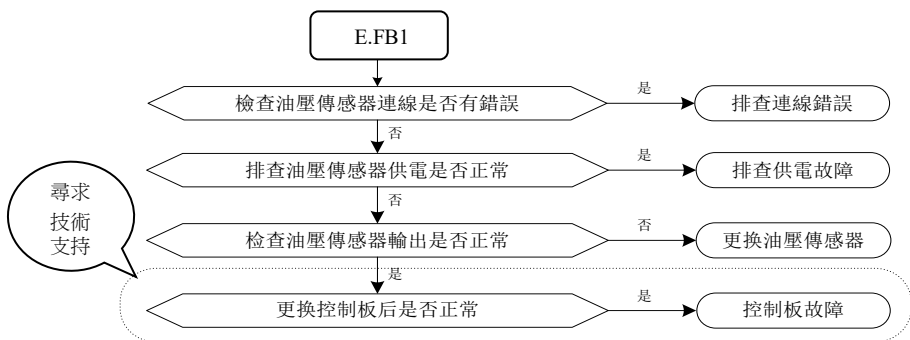 E.FB1
檢查油壓傳感器連線是否有錯誤
是
排查連線錯誤
否
排查油壓傳感器供電是否正常
是
排查供電故障
否
尋求
技術
支持
检查油壓傳感器輸出是否正常
否
更换油壓傳感器
是
更换控制板后是否正常
是
控制板故障